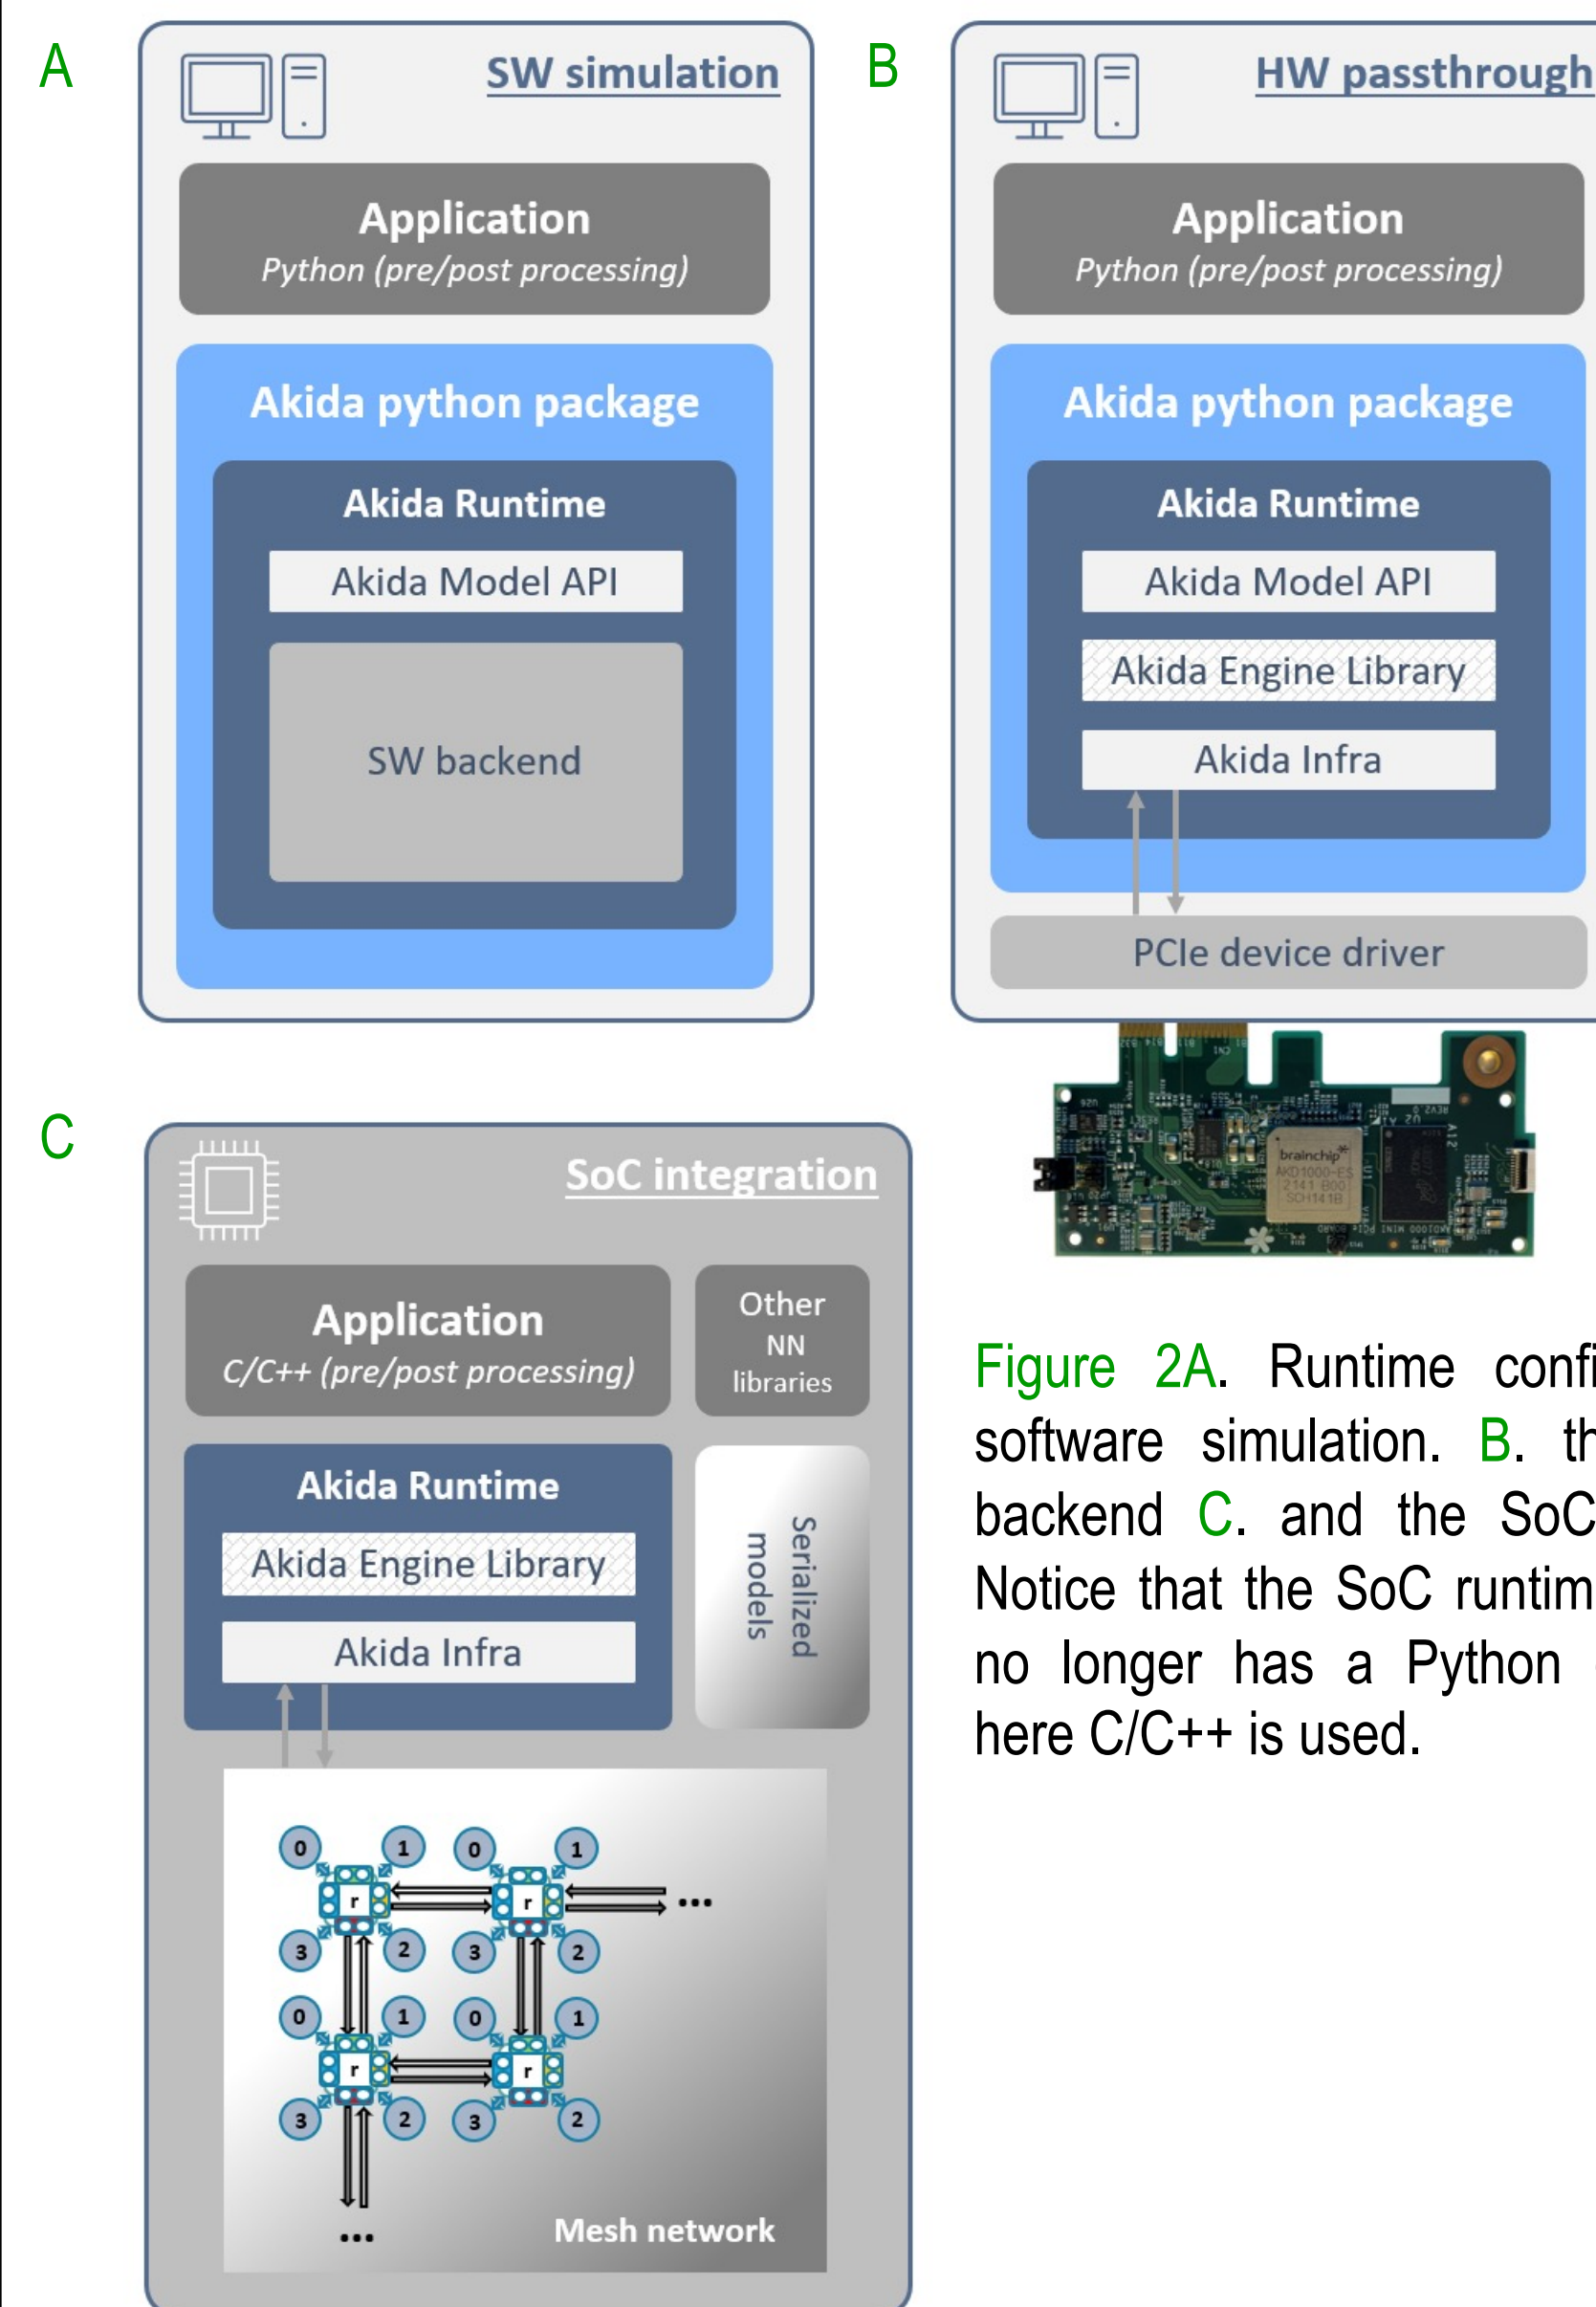 A
SW simulation
Application
Python (pre/post processing)
Akida python package
Akida Runtime
Akida Model API
SW backend
B
HW passthrough
Application
Python (pre/post processing)
Akida python package
Akida Runtime
Akida Model API
Akida Engine Library
Akida Infra
PCIe device driver
brainchip
AKD1000-ES
2141 B00
SCH141B
C
SoC integration
Application
C/C++ (pre/post processing)
Other
NN
libraries
Akida Runtime
Akida Engine Library
Akida Infra
Serialized
models
0 1 0 1
r r ...
3 2 3 2
0 1 0 1
r r
3 2 3 2
...
Mesh network
Figure 2A. Runtime
software simulation. B.
backend C. and the SoC
Notice that the SoC
no longer has a Python
here C/C++ is used.